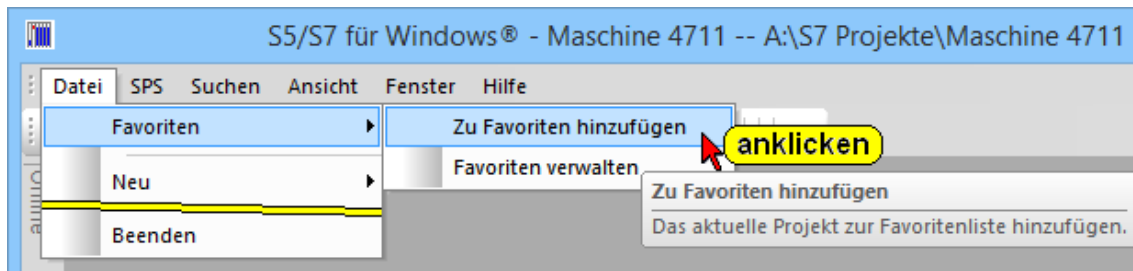 S5/S7 für Windows® - Maschine 4711 -- A:\S7 Projekte\Maschine 4711
Datei SPS Suchen Ansicht Fenster Hilfe
Favoriten Zu Favoriten hinzufügen
anklicken
Neu Favoriten verwalten
Zu Favoriten hinzufügen
Das aktuelle Projekt zur Favoritenliste hinzufügen.
Beenden